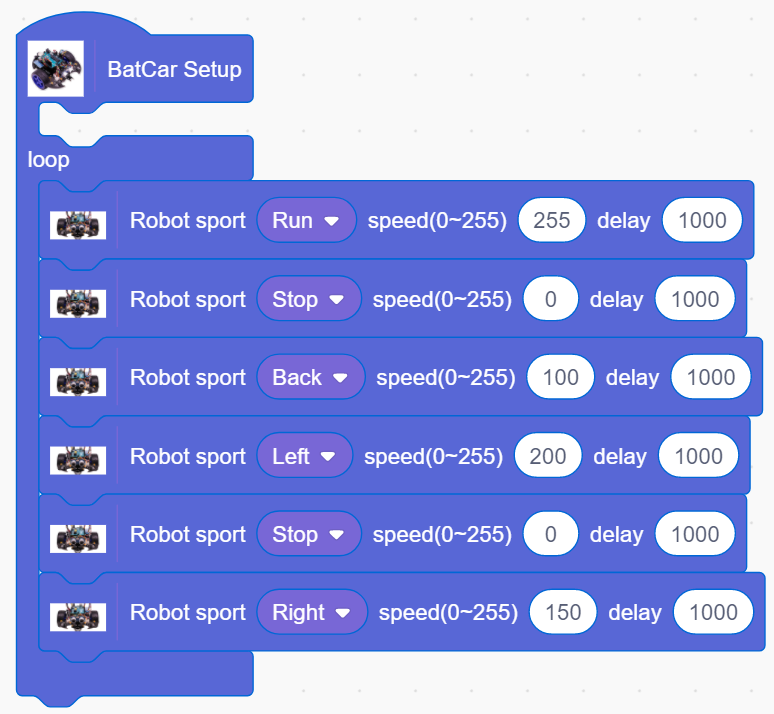 BatCar Setup
loop
Robot sport Run speed(0~255) 255 delay 1000
Robot sport Stop speed(0~255) 0 delay 1000
Robot sport Back speed(0~255) 100 delay 1000
Robot sport Left speed(0~255) 200 delay 1000
Robot sport Stop speed(0~255) 0 delay 1000
Robot sport Right speed(0~255) 150 delay 1000